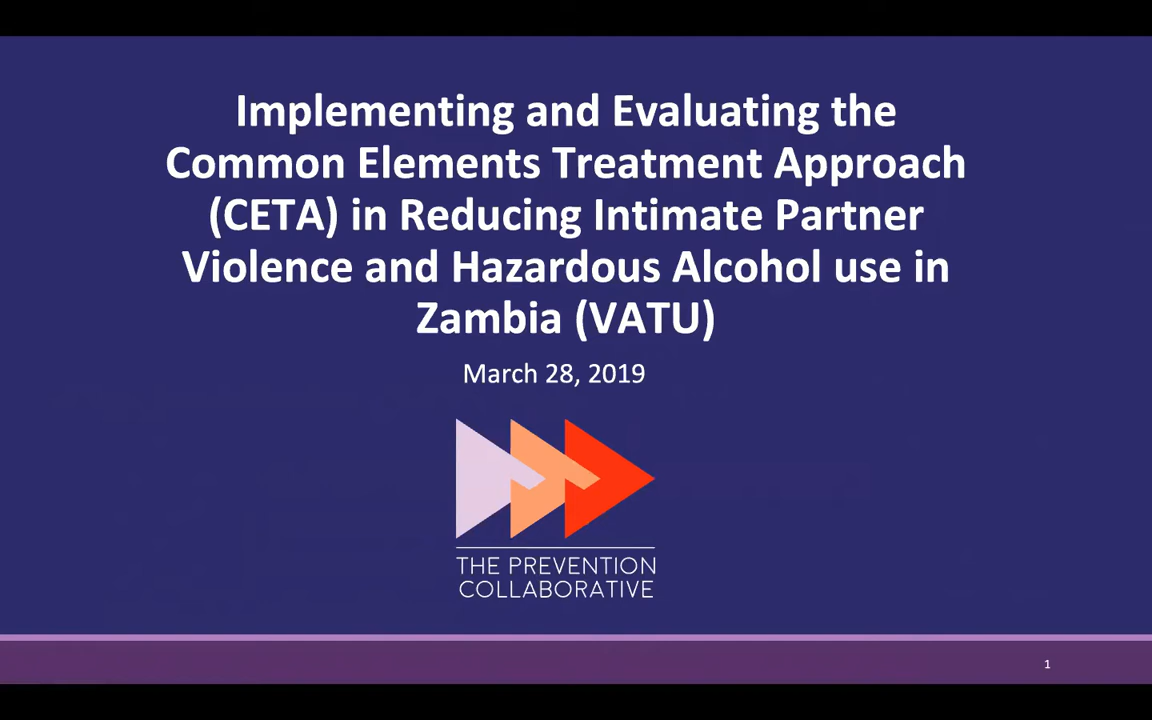 Implementing and Evaluating the
Common Elements Treatment Approach
(CETA) in Reducing Intimate Partner
Violence and Hazardous Alcohol use in
Zambia (VATU)
March 28, 2019
THE PREVENTION
COLLABORATIVE
1